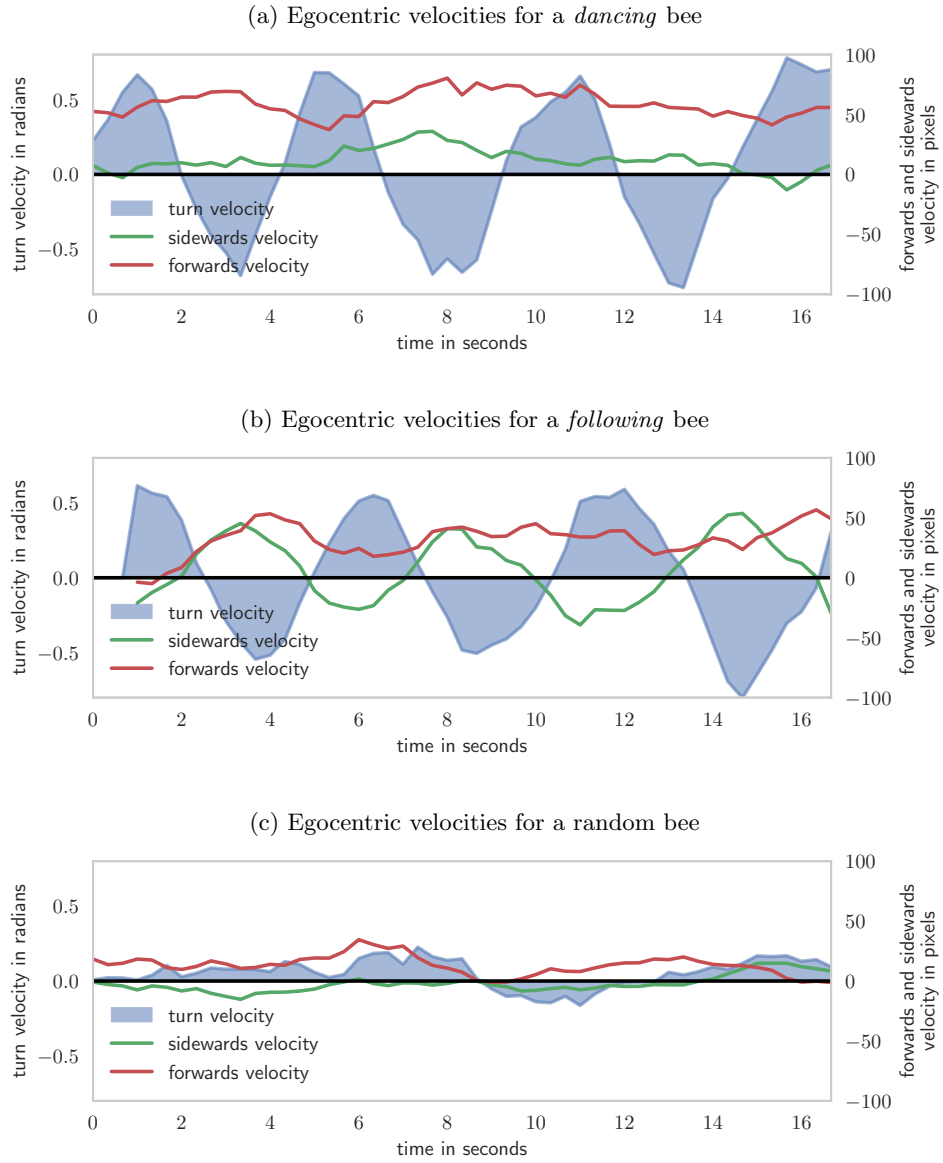 (a) Egocentric velocities for a dancing bee
turn velocity in radians
0.5
0.0
−0.5
turn velocity
sidewards velocity
forwards velocity
100
50
0
−50
−100
forwards and sidewards
velocity in pixels
0 2 4 6 8 10 12 14 16
time in seconds
(b) Egocentric velocities for a following bee
turn velocity in radians
0.5
0.0
−0.5
turn velocity
sidewards velocity
forwards velocity
100
50
0
−50
−100
forwards and sidewards
velocity in pixels
0 2 4 6 8 10 12 14 16
time in seconds
(c) Egocentric velocities for a random bee
turn velocity in radians
0.5
0.0
−0.5
turn velocity
sidewards velocity
forwards velocity
100
50
0
−50
−100
forwards and sidewards
velocity in pixels
0 2 4 6 8 10 12 14 16
time in seconds